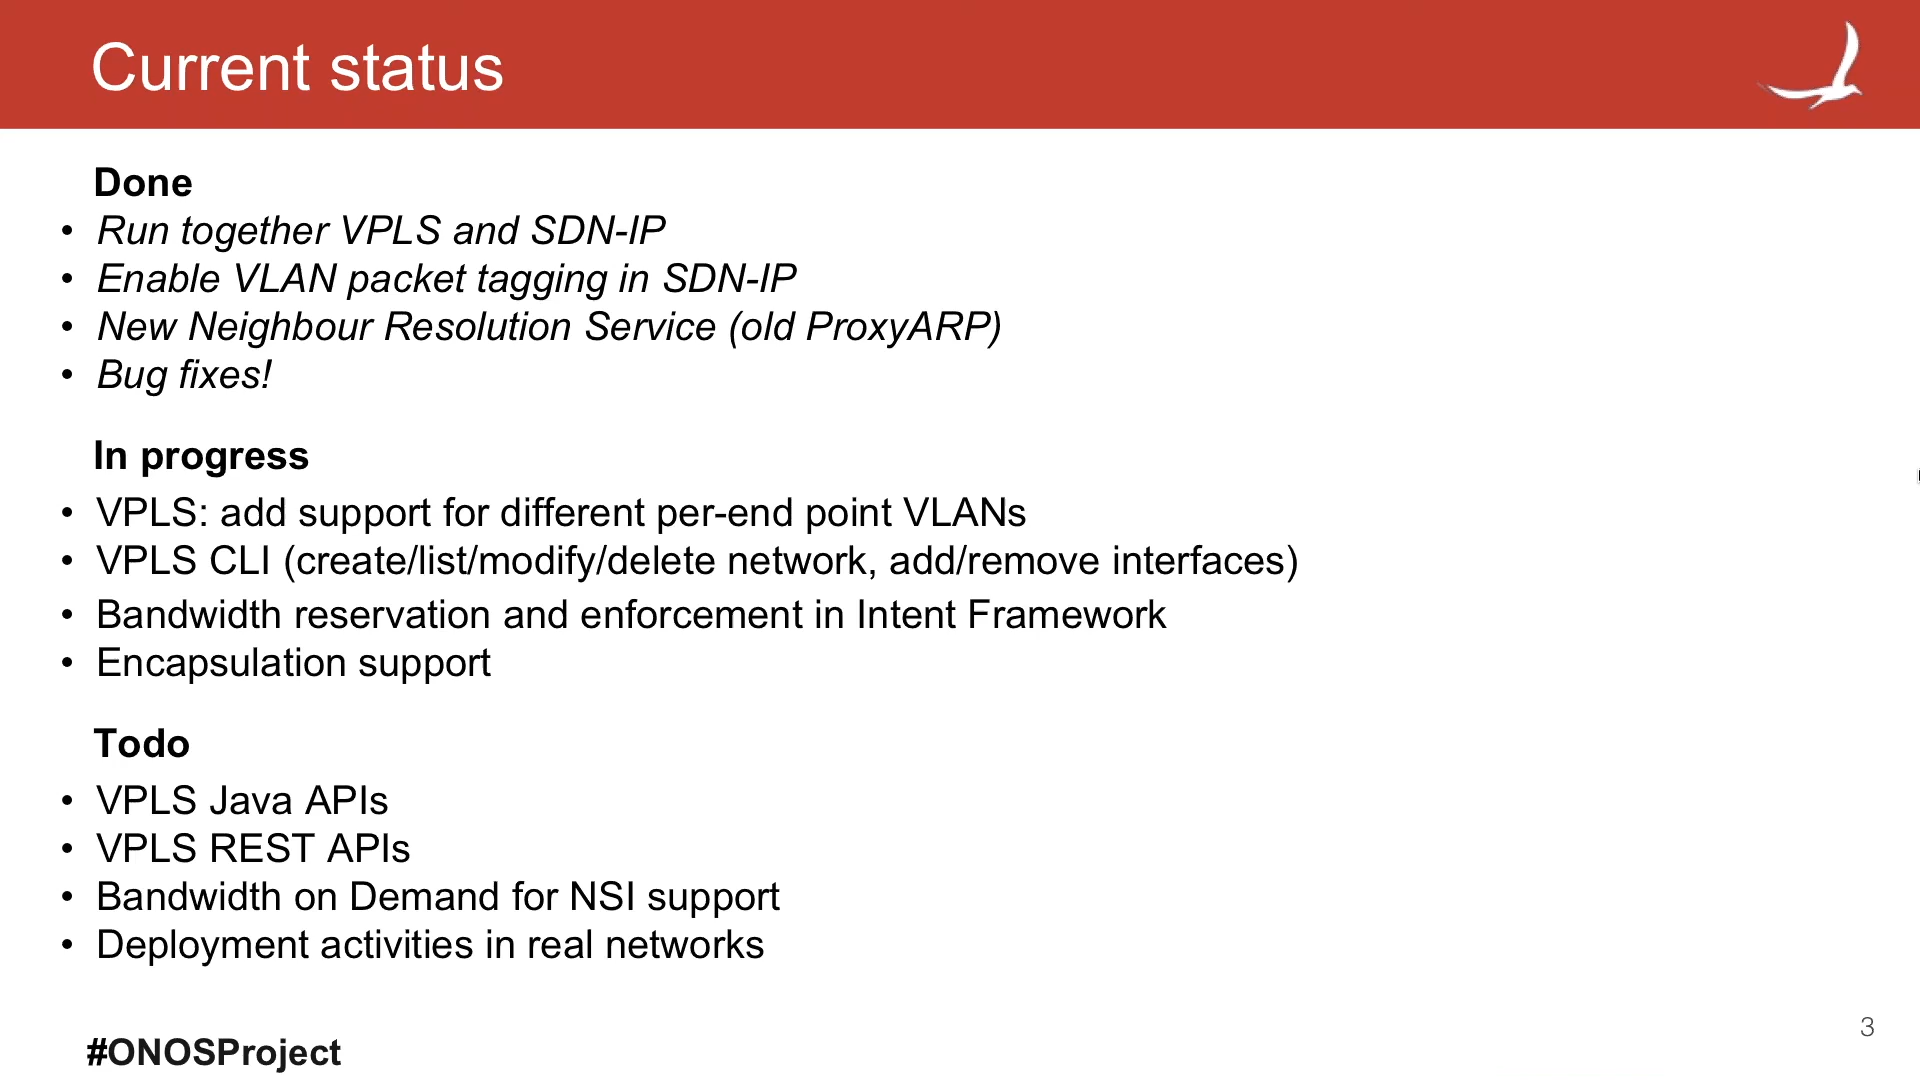 Current status
Done
• Run together VPLS and SDN-IP
• Enable VLAN packet tagging in SDN-IP
• New Neighbour Resolution Service (old ProxyARP)
• Bug fixes!
In progress
• VPLS: add support for different per-end point VLANs
• VPLS CLI (create/list/modify/delete network, add/remove interfaces)
• Bandwidth reservation and enforcement in Intent Framework
• Encapsulation support
Todo
• VPLS Java APIs
• VPLS REST APIs
• Bandwidth on Demand for NSI support
• Deployment activities in real networks
3
#ONOSProject